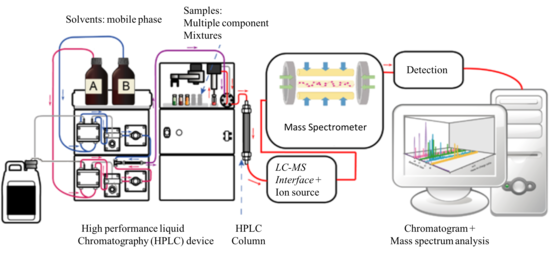 Solvents: mobile phase
Samples:
Multiple component
Mixtures
A
B
Mass Spectrometer
Detection
LC-MS
Interface +
Ion source
High performance liquid
Chromatography (HPLC) device
HPLC
Column
Chromatogram +
Mass spectrum analysis